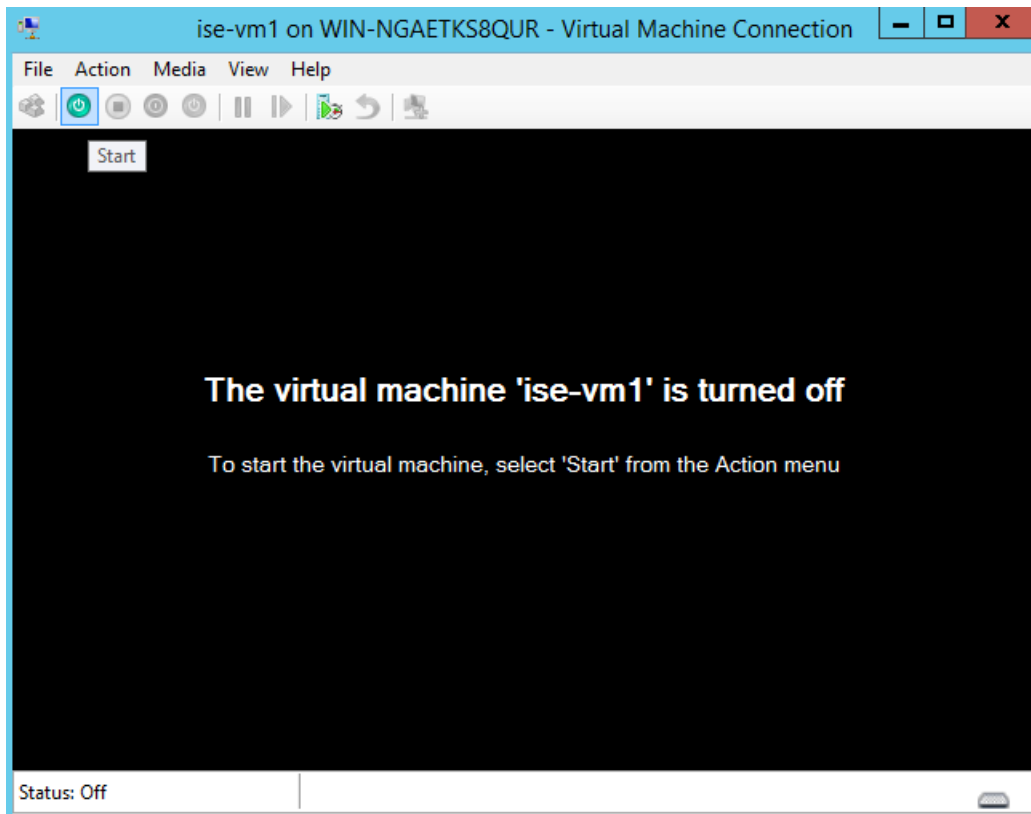 ise-vm1 on WIN-NGAETKS8QUR - Virtual Machine Connection
File Action Media View Help
Start
The virtual machine 'ise-vm1' is turned off
To start the virtual machine, select 'Start' from the Action menu
Status: Off